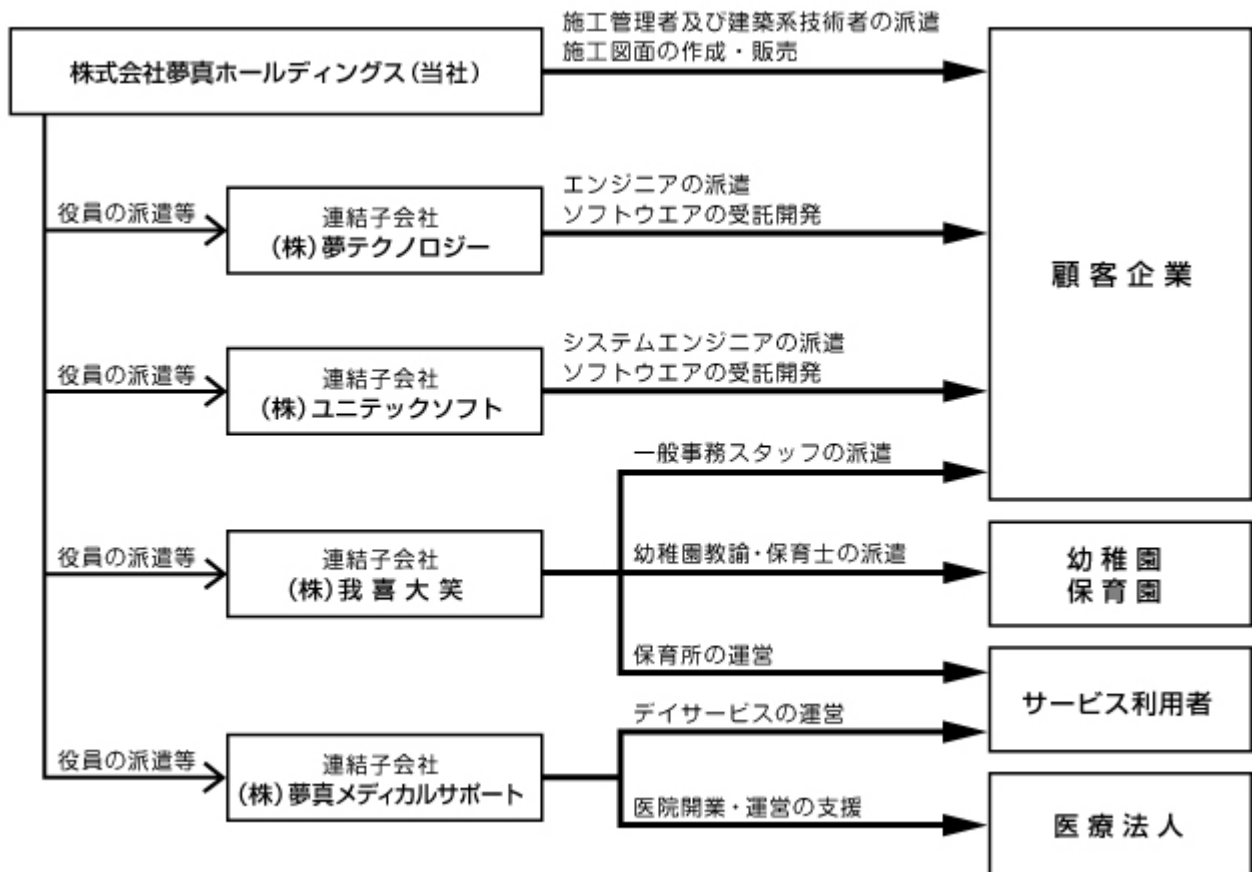 施工管理者及び建築系技術者の派遣
施工図面の作成・販売
株式会社夢真ホールディングス(当社)
役員の派遣等
連結子会社
(株)夢テクノロジー
エンジニアの派遣
ソフトウエアの受託開発
顧客企業
役員の派遣等
連結子会社
(株)ユニテックソフト
システムエンジニアの派遣
ソフトウエアの受託開発
一般事務スタッフの派遣
役員の派遣等
連結子会社
(株)我喜大笑
幼稚園教諭・保育士の派遣
幼稚園
保育園
保育所の運営
サービス利用者
デイサービスの運営
役員の派遣等
連結子会社
(株)夢真メディカルサポート
医院開業・運営の支援
医療法人